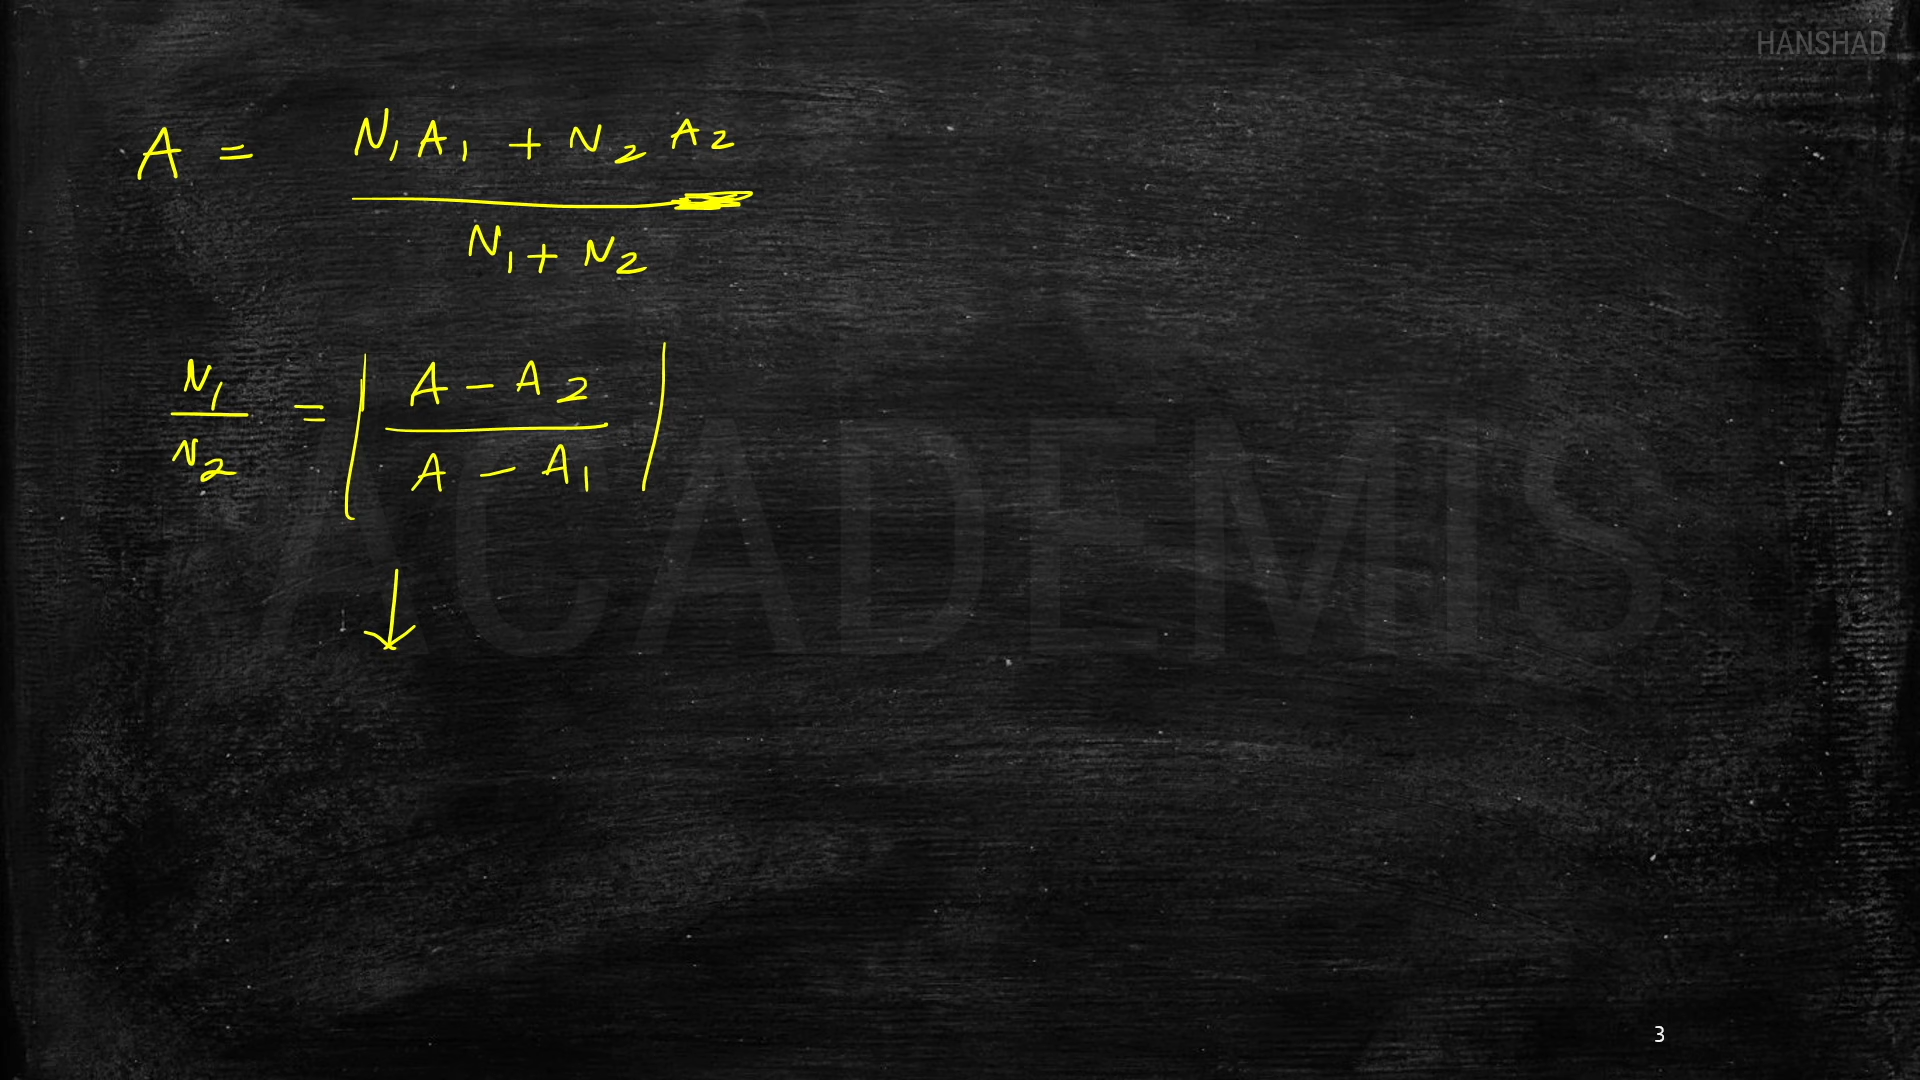 HANSHAD
A = N₁A₁ + N₂A₂
N₁ + N₂
N₁
N₂
= | A - A₂
A - A₁ |
↓
ACADEMIS
3